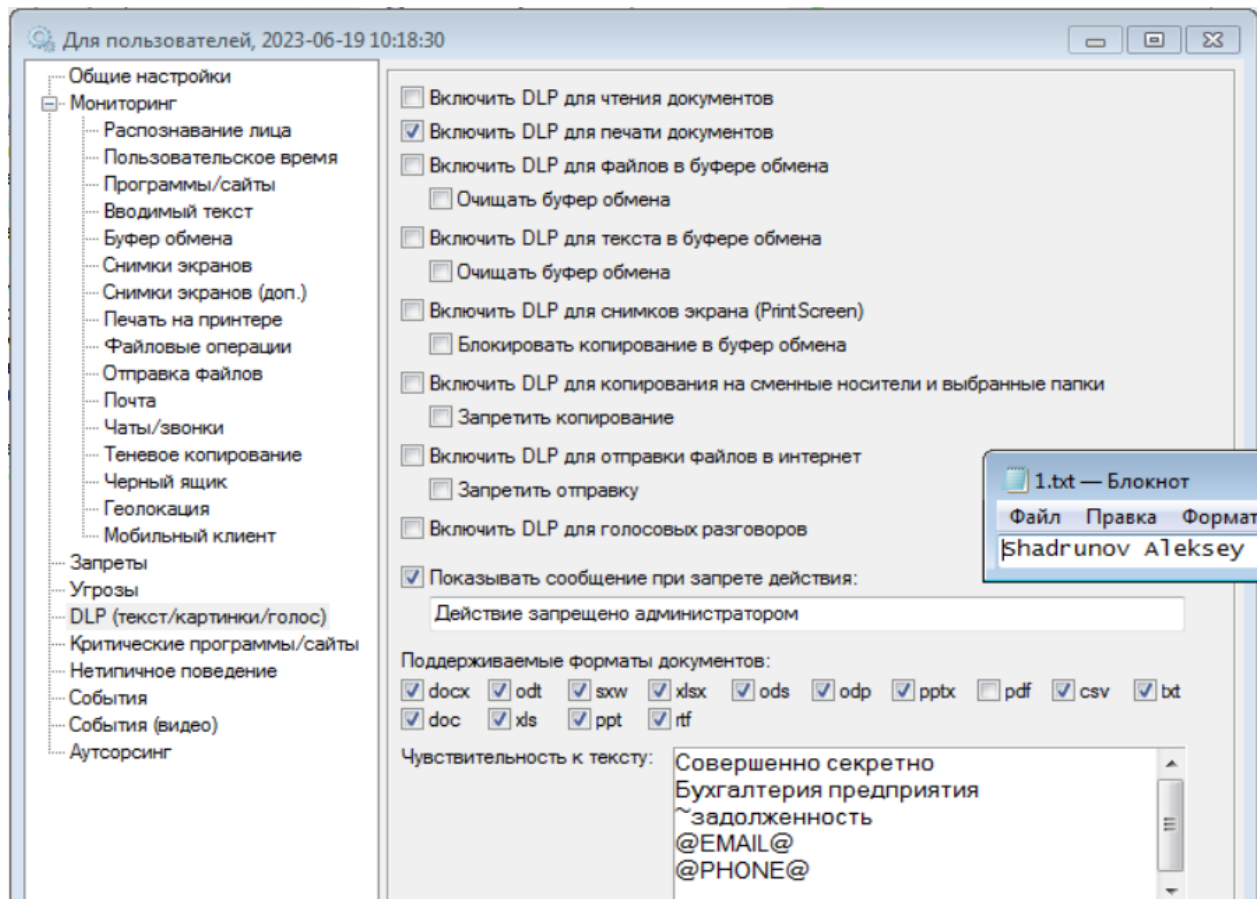 Для пользователей, 2023-06-19 10:18:30
Общие настройки
Мониторинг
Распознавание лица
Пользовательское время
Программы/сайты
Вводимый текст
Буфер обмена
Снимки экранов
Снимки экранов (доп.)
Печать на принтере
Файловые операции
Отправка файлов
Почта
Чаты/звонки
Теневое копирование
Черный ящик
Геолокация
Мобильный клиент
Запреты
Угрозы
DLP (текст/картинки/голос)
Критические программы/сайты
Нетипичное поведение
События
События (видео)
Аутсорсинг
Включить DLP для чтения документов
Включить DLP для печати документов
Включить DLP для файлов в буфере обмена
Очищать буфер обмена
Включить DLP для текста в буфере обмена
Очищать буфер обмена
Включить DLP для снимков экрана (PrintScreen)
Блокировать копирование в буфер обмена
Включить DLP для копирования на сменные носители и выбранные папки
Запретить копирование
Включить DLP для отправки файлов в интернет
Запретить отправку
Включить DLP для голосовых разговоров
Показывать сообщение при запрете действия:
Действие запрещено администратором
Поддерживаемые форматы документов:
docx odt sxw xlsx ods odp pptx pdf csv txt
doc xls ppt rtf
Чувствительность к тексту:
Совершенно секретно
Бухгалтерия предприятия
~задолженность
@EMAIL@
@PHONE@
1.txt — Блокнот
Файл Правка Формат
Shadrunov Aleksey